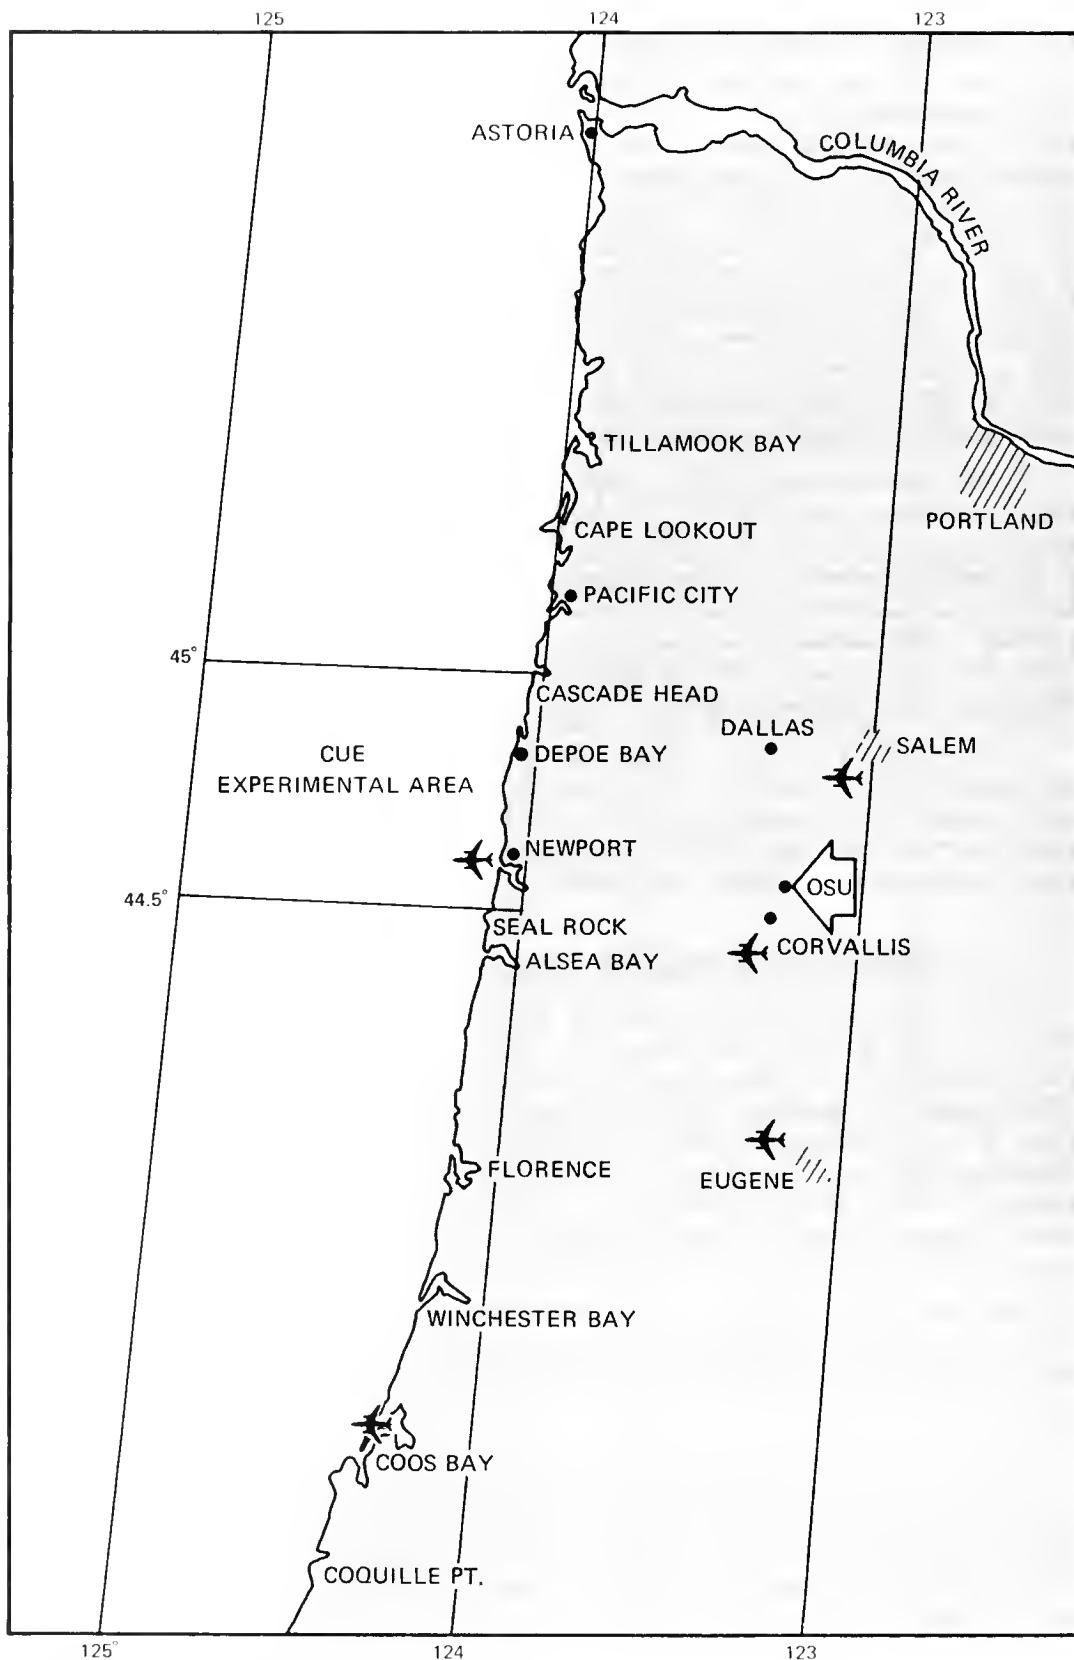 125 124 123
ASTORIA
COLUMBIA RIVER
TILLAMOOK BAY
PORTLAND
CAPE LOOKOUT
PACIFIC CITY
45°
CASCADE HEAD
DALLAS
SALEM
CUE
EXPERIMENTAL AREA
DEPOE BAY
NEWPORT
44.5°
OSU
SEAL ROCK
CORVALLIS
ALSEA BAY
FLORENCE
EUGENE
WINCHESTER BAY
COOS BAY
COQUILLE PT.
125° 124 123